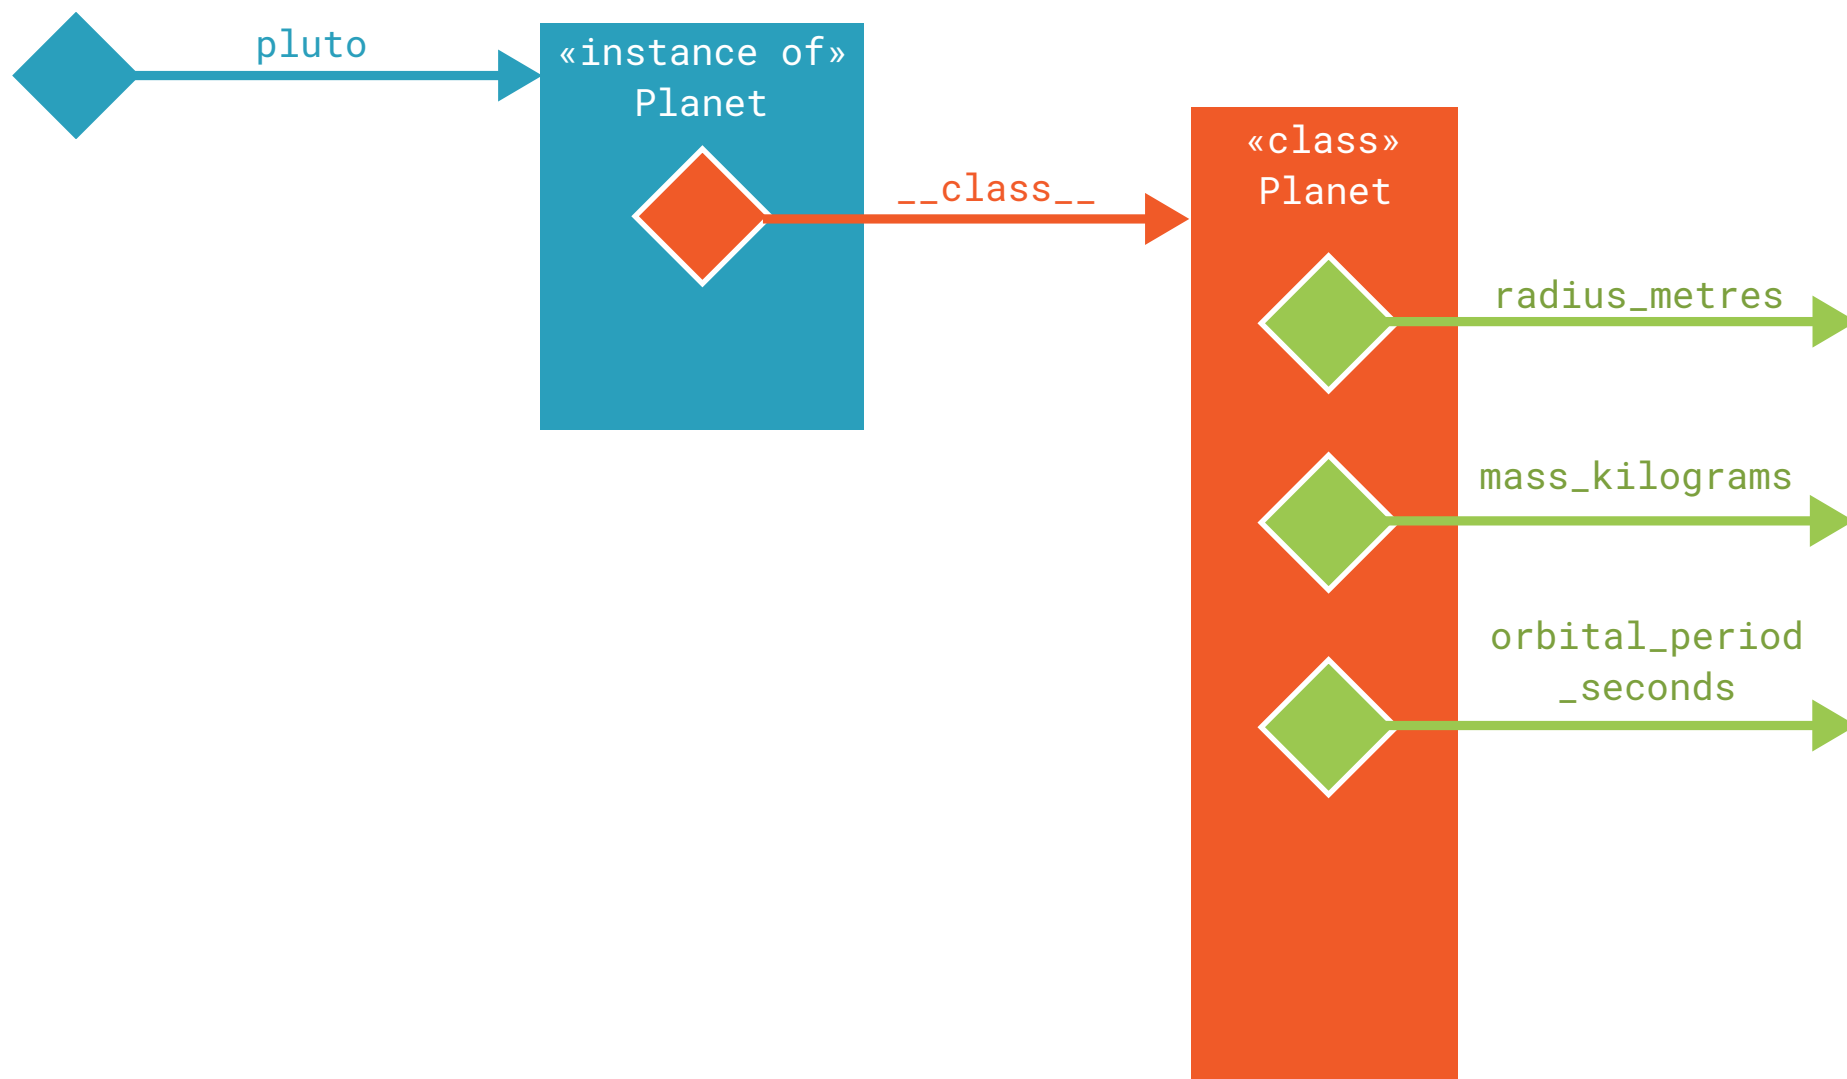 pluto
«instance of»
Planet
__class__
«class»
Planet
radius_metres
mass_kilograms
orbital_period
_seconds